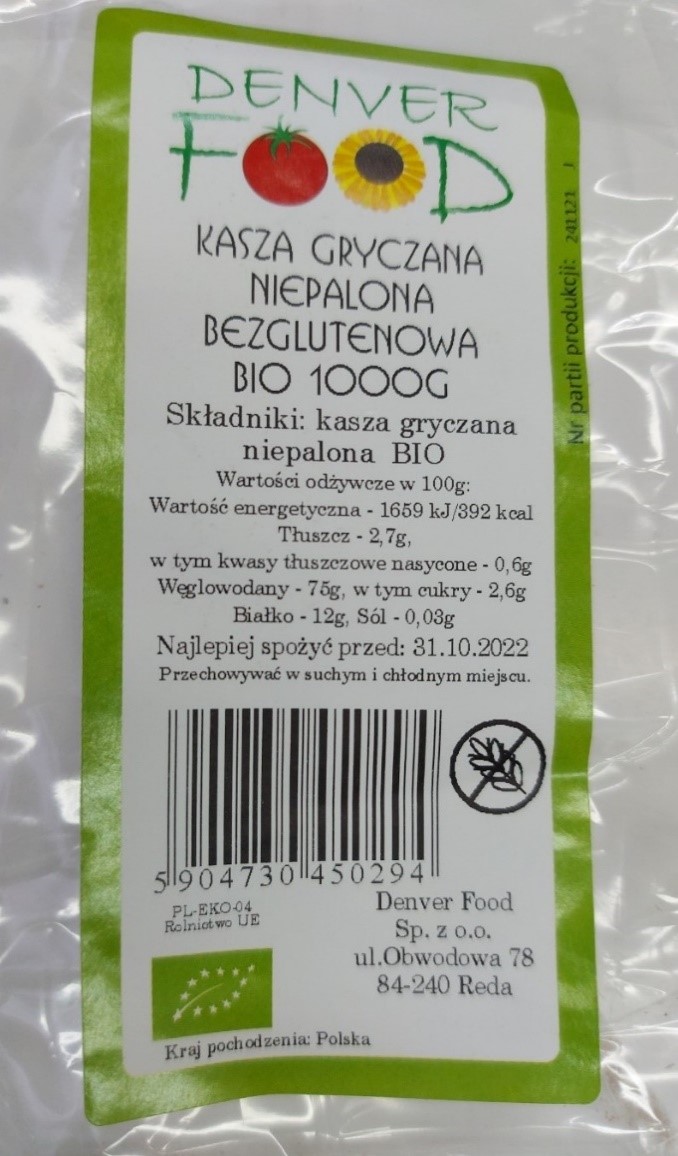 DENVER
FOOD
KASZA GRYCZANA
NIEPALONA
BEZGLUTENOWA
BIO 1000G
Składniki: kasza gryczana
niepalona BIO
Wartości odżywcze w 100g:
Wartość energetyczna - 1659 kJ/392 kcal
Tłuszcz - 2,7g,
w tym kwasy tłuszczowe nasycone - 0,6g
Węglowodany - 75g, w tym cukry - 2,6g
Białko - 12g, Sól - 0,03g
Najlepiej spożyć przed: 31.10.2022
Przechowywać w suchym i chłodnym miejscu.
5 904730 450294
PL-EKO-04
Rolnictwo UE
Denver Food
Sp. z o.o.
ul.Obwodowa 78
84-240 Reda
Kraj pochodzenia: Polska
Nr partii produkcji: 241121 J